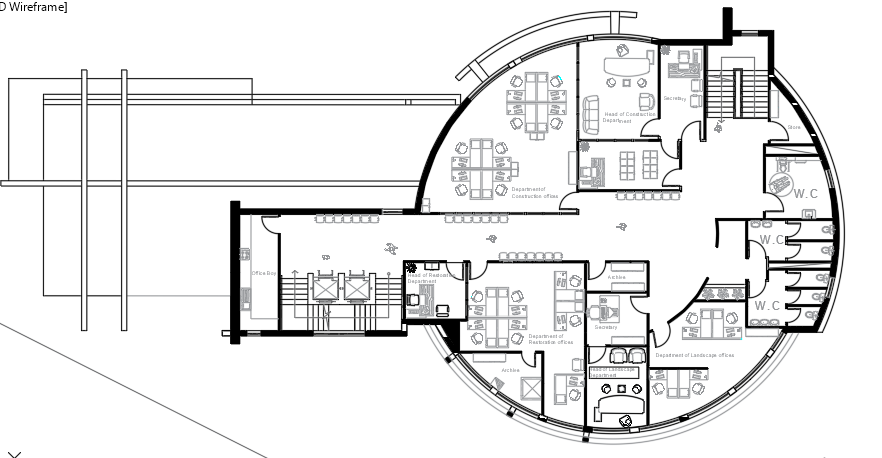 D Wireframe]
Head of Construction
Department
Secretary
Store
Department of
Construction offices
W.C
W.C
Office Boy
Head of Restoration
Department
Archive
Secretary
W.C
Department of
Restoration offices
Department of Landscape offices
Archive
Head of Landscape
Department